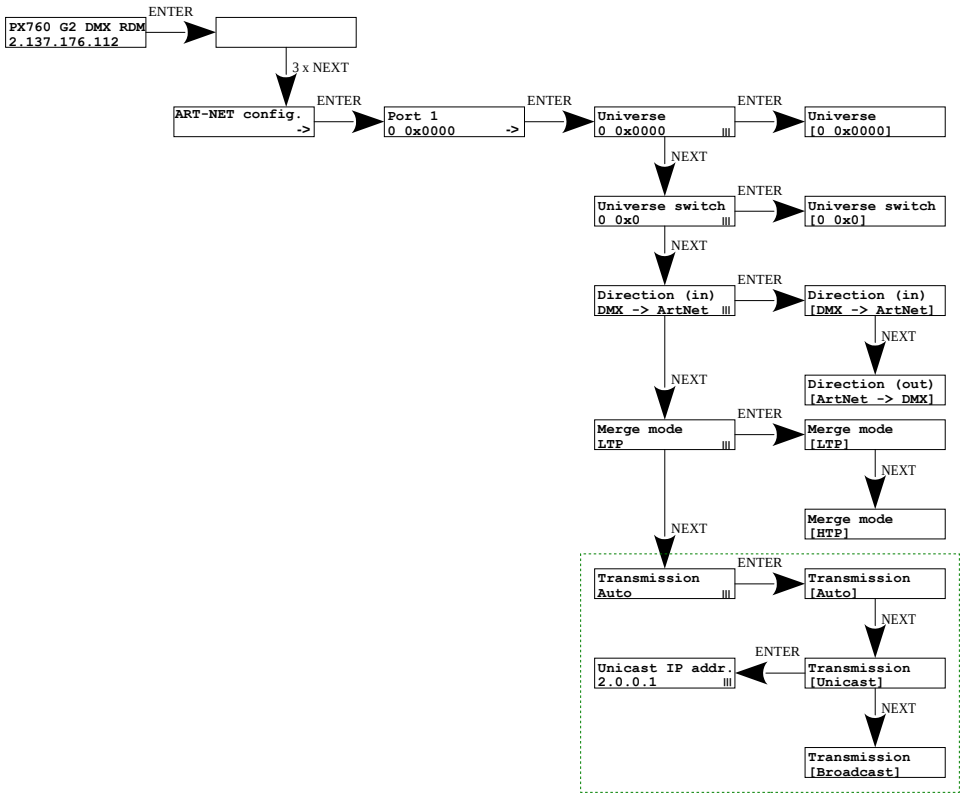 ENTER
PX760 G2 DMX RDM
2.137.176.112
3 x NEXT
ART-NET config.
->
ENTER
Port 1
0 0x0000 ->
ENTER
Universe
0 0x0000
ENTER
Universe
[0 0x0000]
NEXT
Universe switch
0 0x0
ENTER
Universe switch
[0 0x0]
NEXT
Direction (in)
DMX -> ArtNet
ENTER
Direction (in)
[DMX -> ArtNet]
NEXT
Direction (out)
[ArtNet -> DMX]
NEXT
Merge mode
LTP
ENTER
Merge mode
[LTP]
NEXT
Merge mode
[HTP]
NEXT
Transmission
Auto
ENTER
Transmission
[Auto]
NEXT
Transmission
[Unicast]
ENTER
Unicast IP addr.
2.0.0.1
NEXT
Transmission
[Broadcast]